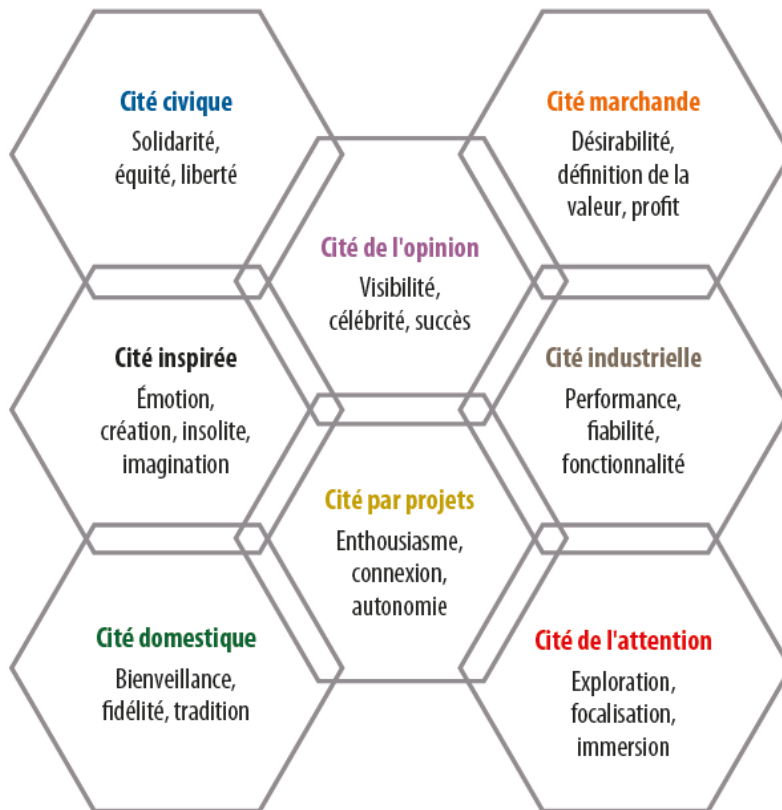 Cité civique
Solidarité,
équité, liberté
Cité marchande
Désirabilité,
définition de la
valeur, profit
Cité de l'opinion
Visibilité,
célébrité, succès
Cité inspirée
Émotion,
création, insolite,
imagination
Cité industrielle
Performance,
fiabilité,
fonctionnalité
Cité par projets
Enthousiasme,
connexion,
autonomie
Cité domestique
Bienveillance,
fidélité, tradition
Cité de l'attention
Exploration,
focalisation,
immersion